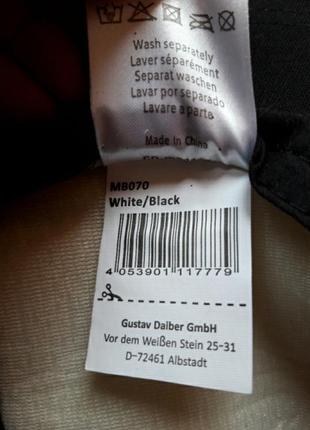 Wash separately
Laver séparément
Separat waschen
Lavar por separado
Lavare a parte
Made in China
MB070
White/Black
4 053901 117779
Gustav Daiber GmbH
Vor dem Weißen Stein 25-31
D-72461 Albstadt